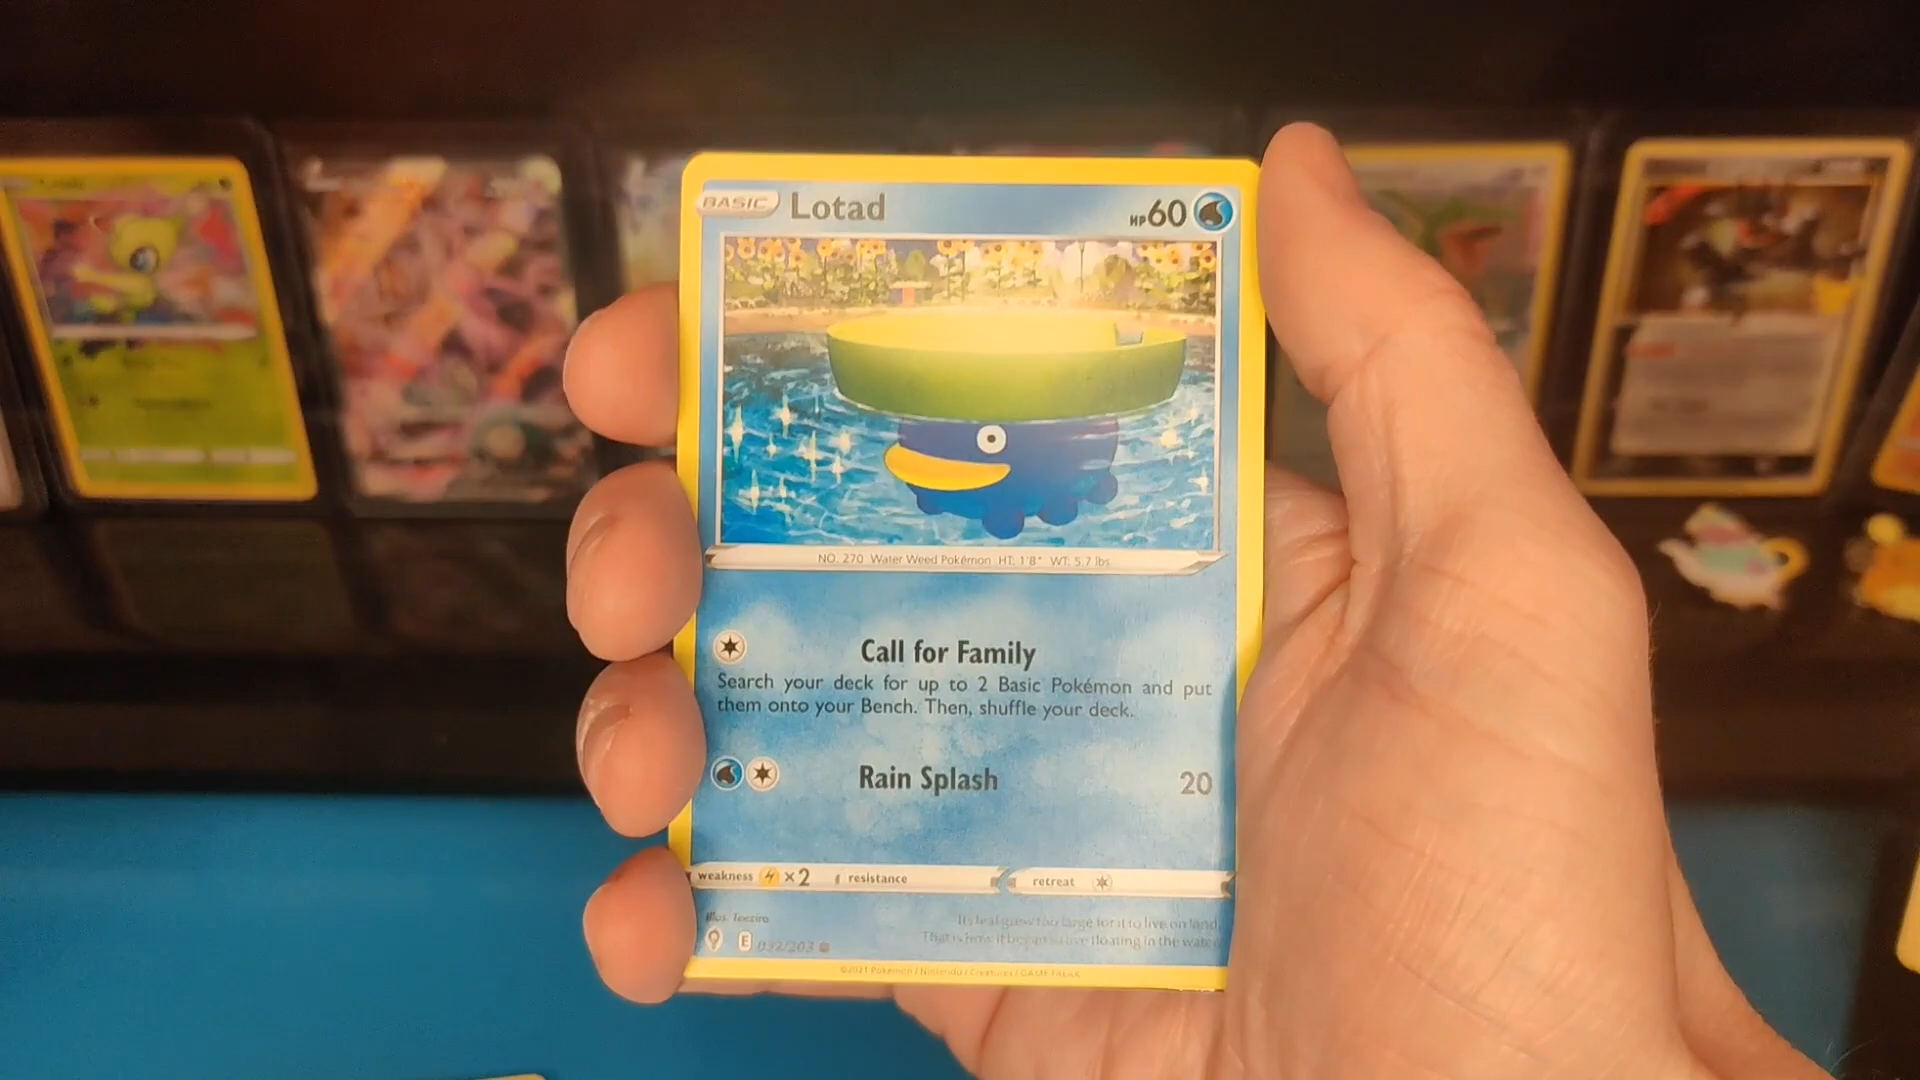 BASIC Lotad HP 60
NO. 270 Water Weed Pokémon HT: 1'8" WT: 5.7 lbs
Call for Family
Search your deck for up to 2 Basic Pokémon and put
them onto your Bench. Then, shuffle your deck.
Rain Splash 20
weakness ×2 resistance retreat
Illus. Teeziro
Its leaf grew too large for it to live on land.
That is how it began to live floating in the water.
E 032/203
©2021 Pokémon / Nintendo / Creatures / GAME FREAK